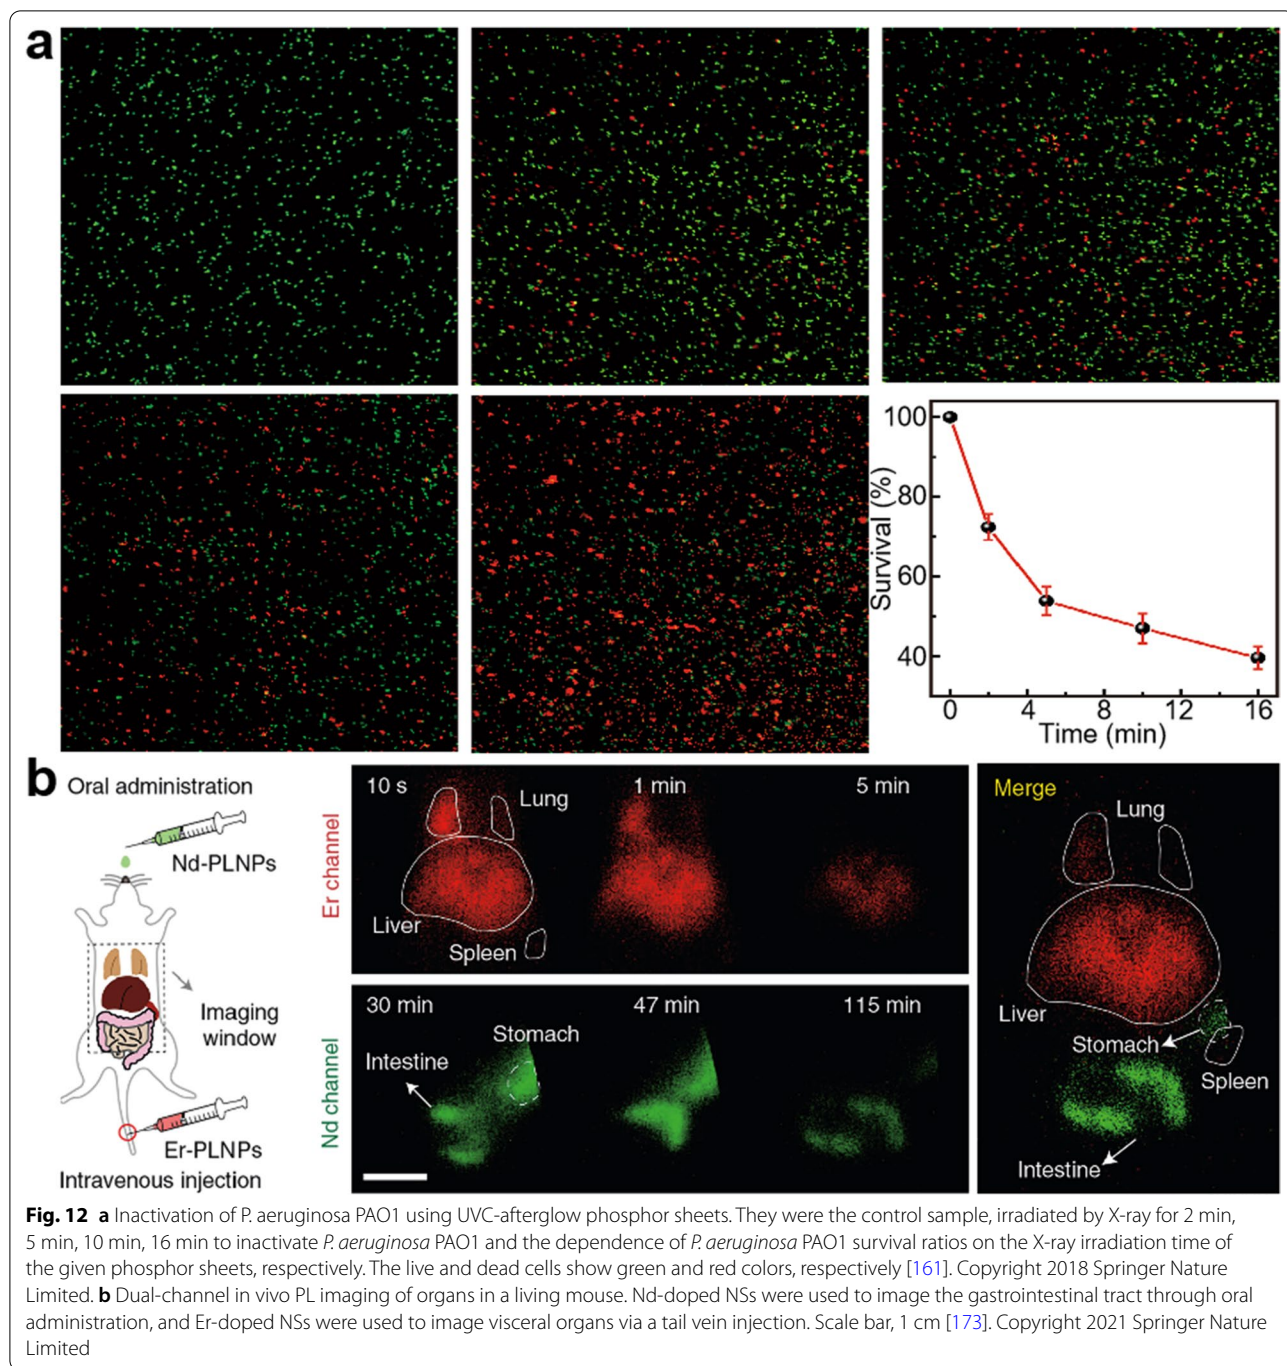 a
100
80
60
40
Survival (%)
0
4
8
12
16
Time (min)
b
Oral administration
Nd-PLNPs
Imaging
window
Er-PLNPs
Intravenous injection
Er channel
10 s
1 min
5 min
Lung
Liver
Spleen
Nd channel
30 min
47 min
115 min
Stomach
Intestine
Merge
Lung
Liver
Stomach
Spleen
Intestine
Fig. 12 a Inactivation of P. aeruginosa PAO1 using UVC-afterglow phosphor sheets. They were the control sample, irradiated by X-ray for 2 min,
5 min, 10 min, 16 min to inactivate P. aeruginosa PAO1 and the dependence of P. aeruginosa PAO1 survival ratios on the X-ray irradiation time of
the given phosphor sheets, respectively. The live and dead cells show green and red colors, respectively [161]. Copyright 2018 Springer Nature
Limited. b Dual-channel in vivo PL imaging of organs in a living mouse. Nd-doped NSs were used to image the gastrointestinal tract through oral
administration, and Er-doped NSs were used to image visceral organs via a tail vein injection. Scale bar, 1 cm [173]. Copyright 2021 Springer Nature
Limited